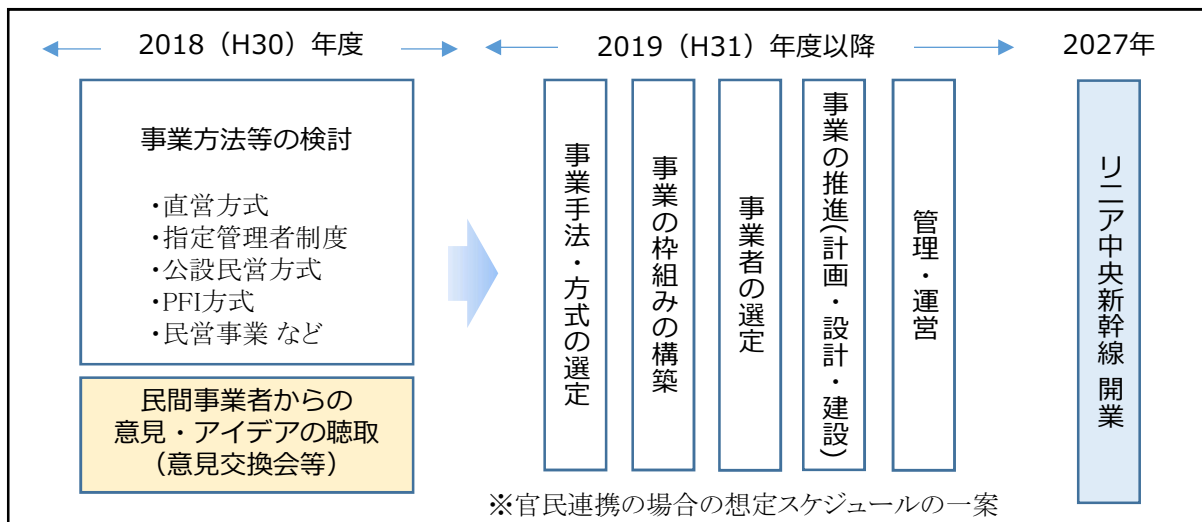 2018（H30）年度
2019（H31）年度以降
2027年
事業方法等の検討
・直営方式
・指定管理者制度
・公設民営方式
・PFI方式
・民営事業 など
民間事業者からの
意見・アイデアの聴取
（意見交換会等）
事業手法・方式の選定
事業の枠組みの構築
事業者の選定
事業の推進(計画・設計・建設)
管理・運営
リニア中央新幹線 開業
※官民連携の場合の想定スケジュールの一案